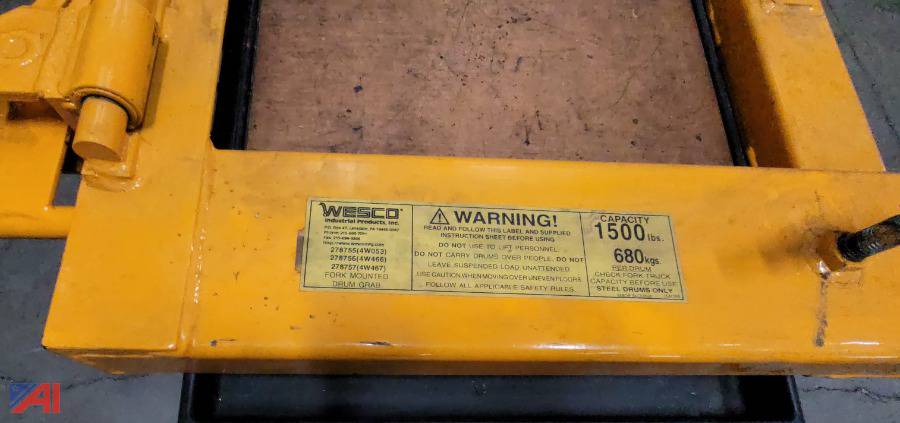 WESCO
Industrial Products, Inc.
278755(4W053)
278756(4W466)
278757(4W467)
FORK MOUNTED
DRUM GRAB
WARNING!
READ AND FOLLOW THIS LABEL AND SUPPLIED
INSTRUCTION SHEET BEFORE USING
DO NOT USE TO LIFT PERSONNEL
DO NOT CARRY DRUMS OVER PEOPLE. DO NOT
LEAVE SUSPENDED LOAD UNATTENDED
USE CAUTION WHEN MOVING OVER UNEVEN FLOORS
FOLLOW ALL APPLICABLE SAFETY RULES.
CAPACITY
1500 lbs.
680 kgs.
PER DRUM
CHECK FORK TRUCK
CAPACITY BEFORE USE
STEEL DRUMS ONLY
AI